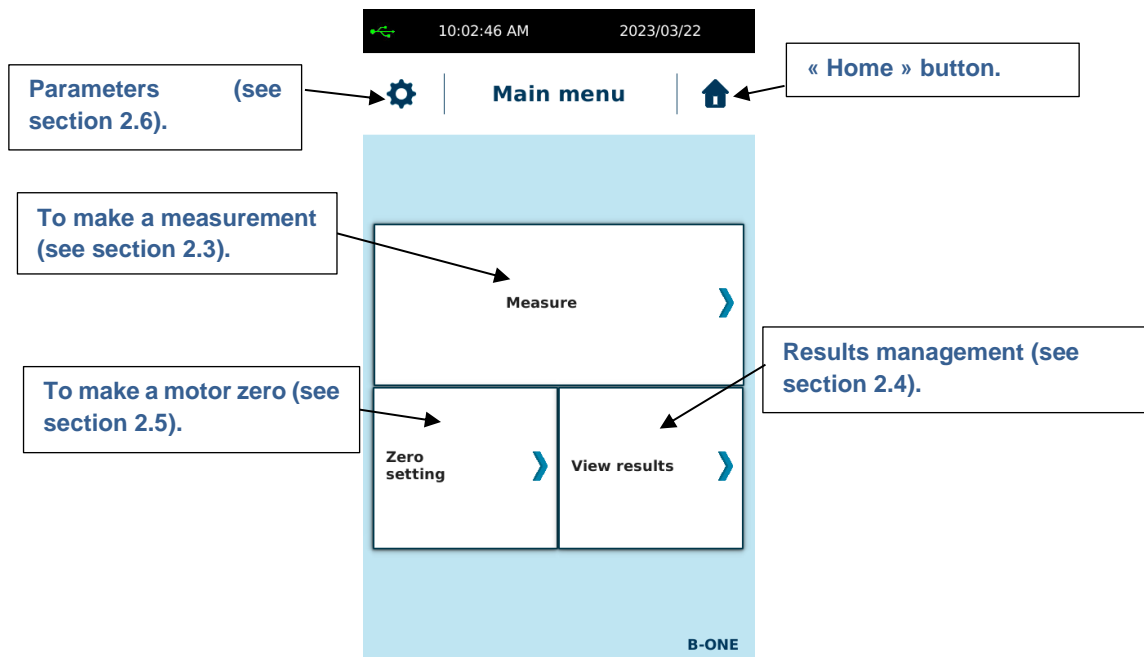 10:02:46 AM 2023/03/22
« Home » button.
Parameters (see
section 2.6).
Main menu
To make a measurement
(see section 2.3).
Measure
Results management (see
section 2.4).
To make a motor zero (see
section 2.5).
Zero
setting
View results
B-ONE